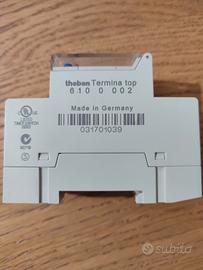 theben Termina top
610 0 002
Made in Germany
031701039
subito